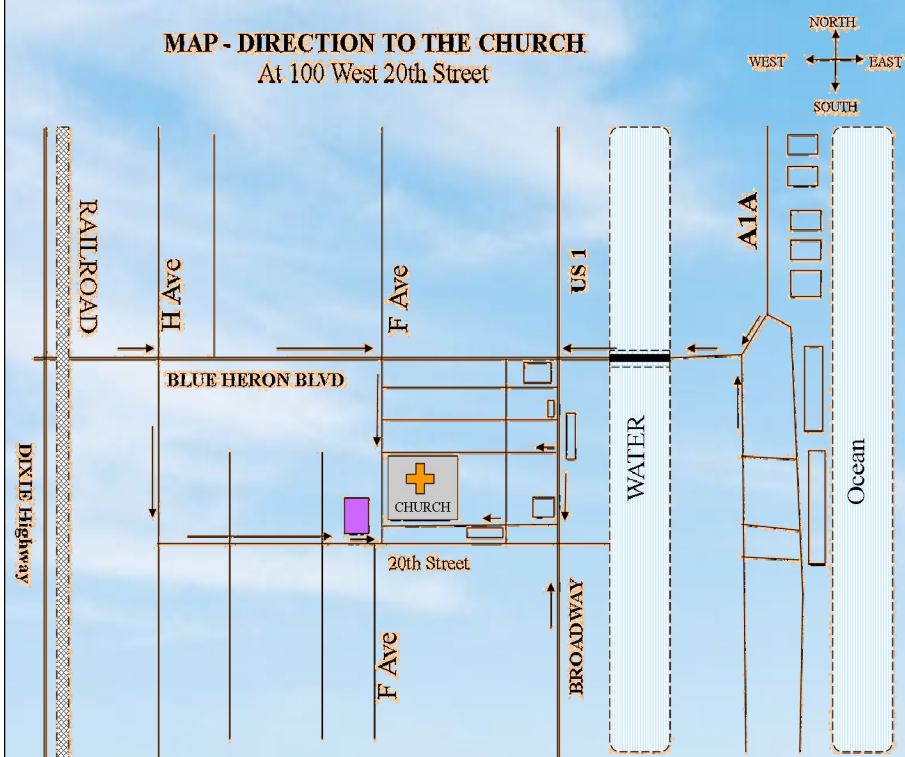 MAP - DIRECTION TO THE CHURCH
At 100 West 20th Street
NORTH
WEST
EAST
SOUTH
RAILROAD
H Ave
F Ave
US 1
A1A
BLUE HERON BLVD
DIXIE Highway
CHURCH
WATER
Ocean
20th Street
F Ave
BROADWAY